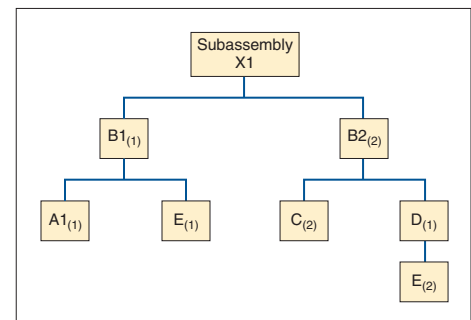 Subassembly
X1
B1(1)
B2(2)
A1(1)
E(1)
C(2)
D(1)
E(2)